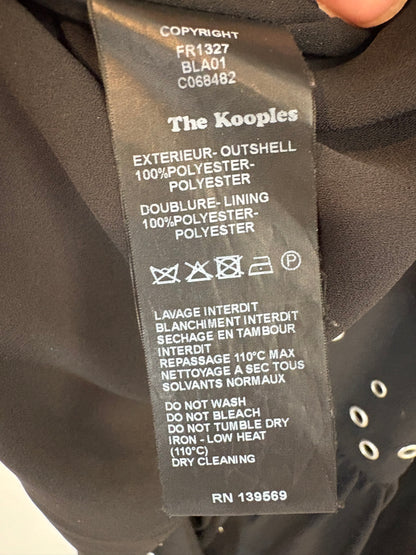 COPYRIGHT
FR1327
BLA01
C068482
The Kooples
EXTERIEUR- OUTSHELL
100%POLYESTER-
POLYESTER
DOUBLURE- LINING
100%POLYESTER-
POLYESTER
P
LAVAGE INTERDIT
BLANCHIMENT INTERDIT
SECHAGE EN TAMBOUR
INTERDIT
REPASSAGE 110°C MAX
NETTOYAGE A SEC TOUS
SOLVANTS NORMAUX
DO NOT WASH
DO NOT BLEACH
DO NOT TUMBLE DRY
IRON - LOW HEAT
(110°C)
DRY CLEANING
RN 139569